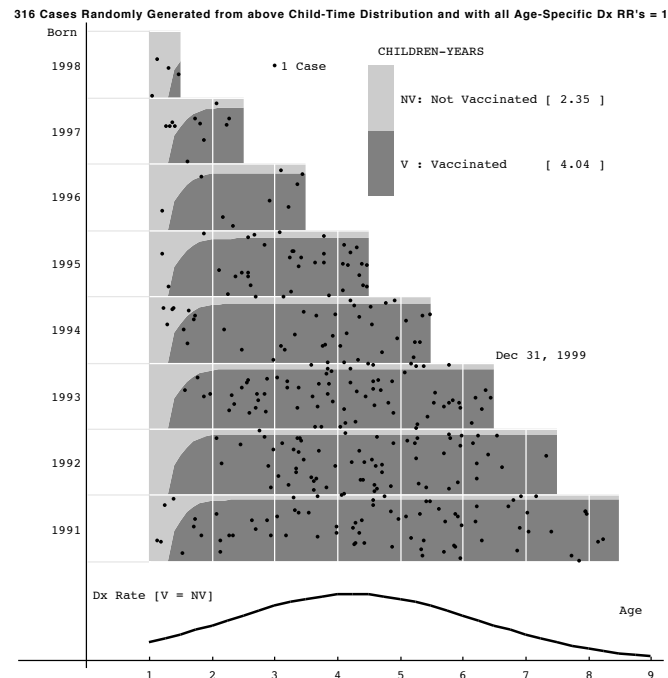 316 Cases Randomly Generated from above Child-Time Distribution and with all Age-Specific Dx RR's = 1
Born
CHILDREN-YEARS
1998
1 Case
NV: Not Vaccinated [ 2.35 ]
1997
V : Vaccinated [ 4.04 ]
1996
1995
1994
Dec 31, 1999
1993
1992
1991
Dx Rate [V = NV]
Age
1 2 3 4 5 6 7 8 9